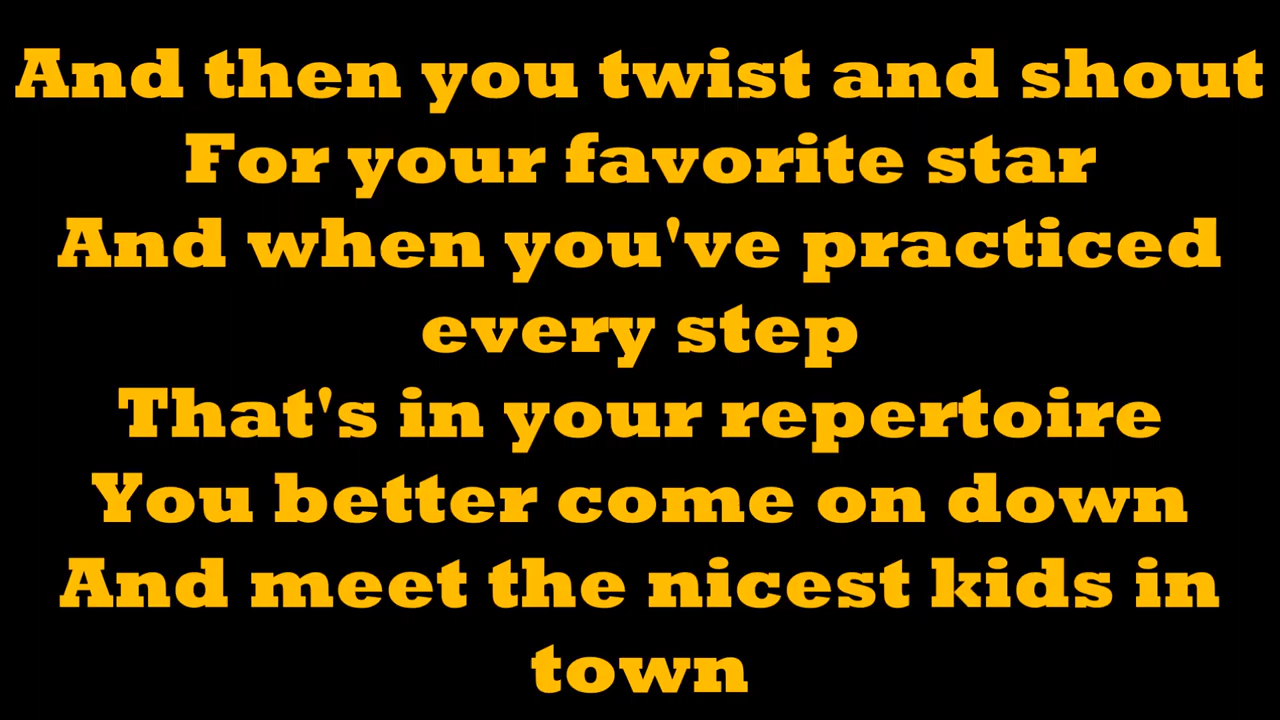 And then you twist and shout
For your favorite star
And when you've practiced
every step
That's in your repertoire
You better come on down
And meet the nicest kids in
town